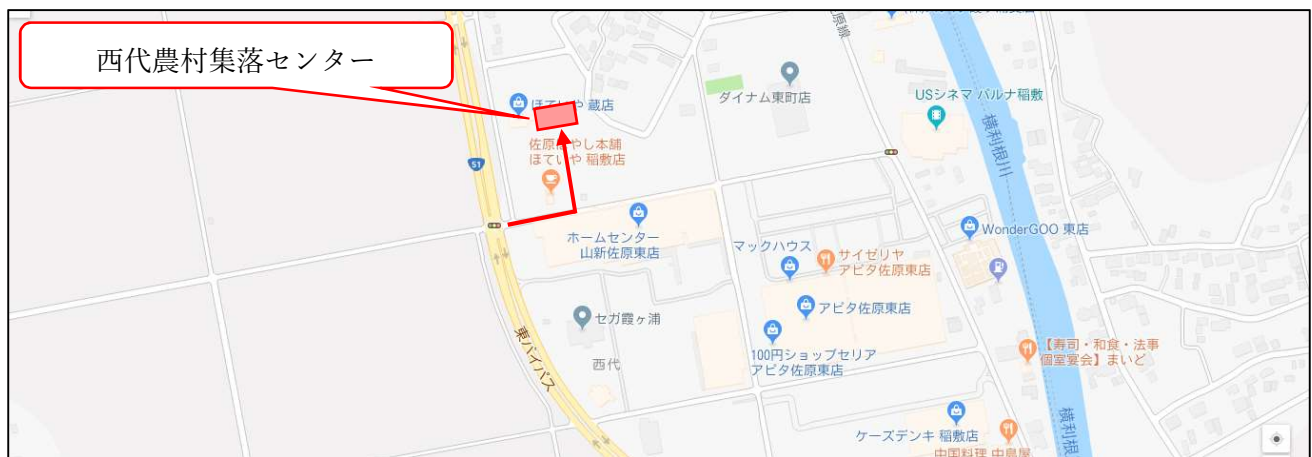 西代農村集落センター
ダイナム東町店
USシネマ パルナ稲敷
横利根川
51
佐原ばやし本舗
ほていや 稲敷店
ホームセンター
山新佐原東店
マックハウス
サイゼリヤ
アピタ佐原東店
WonderGOO 東店
アピタ佐原東店
セガ霞ヶ浦
東バイパス
西代
100円ショップセリア
アピタ佐原東店
【寿司・和食・法事
個室宴会】まいど
ケーズデンキ 稲敷店
横利根